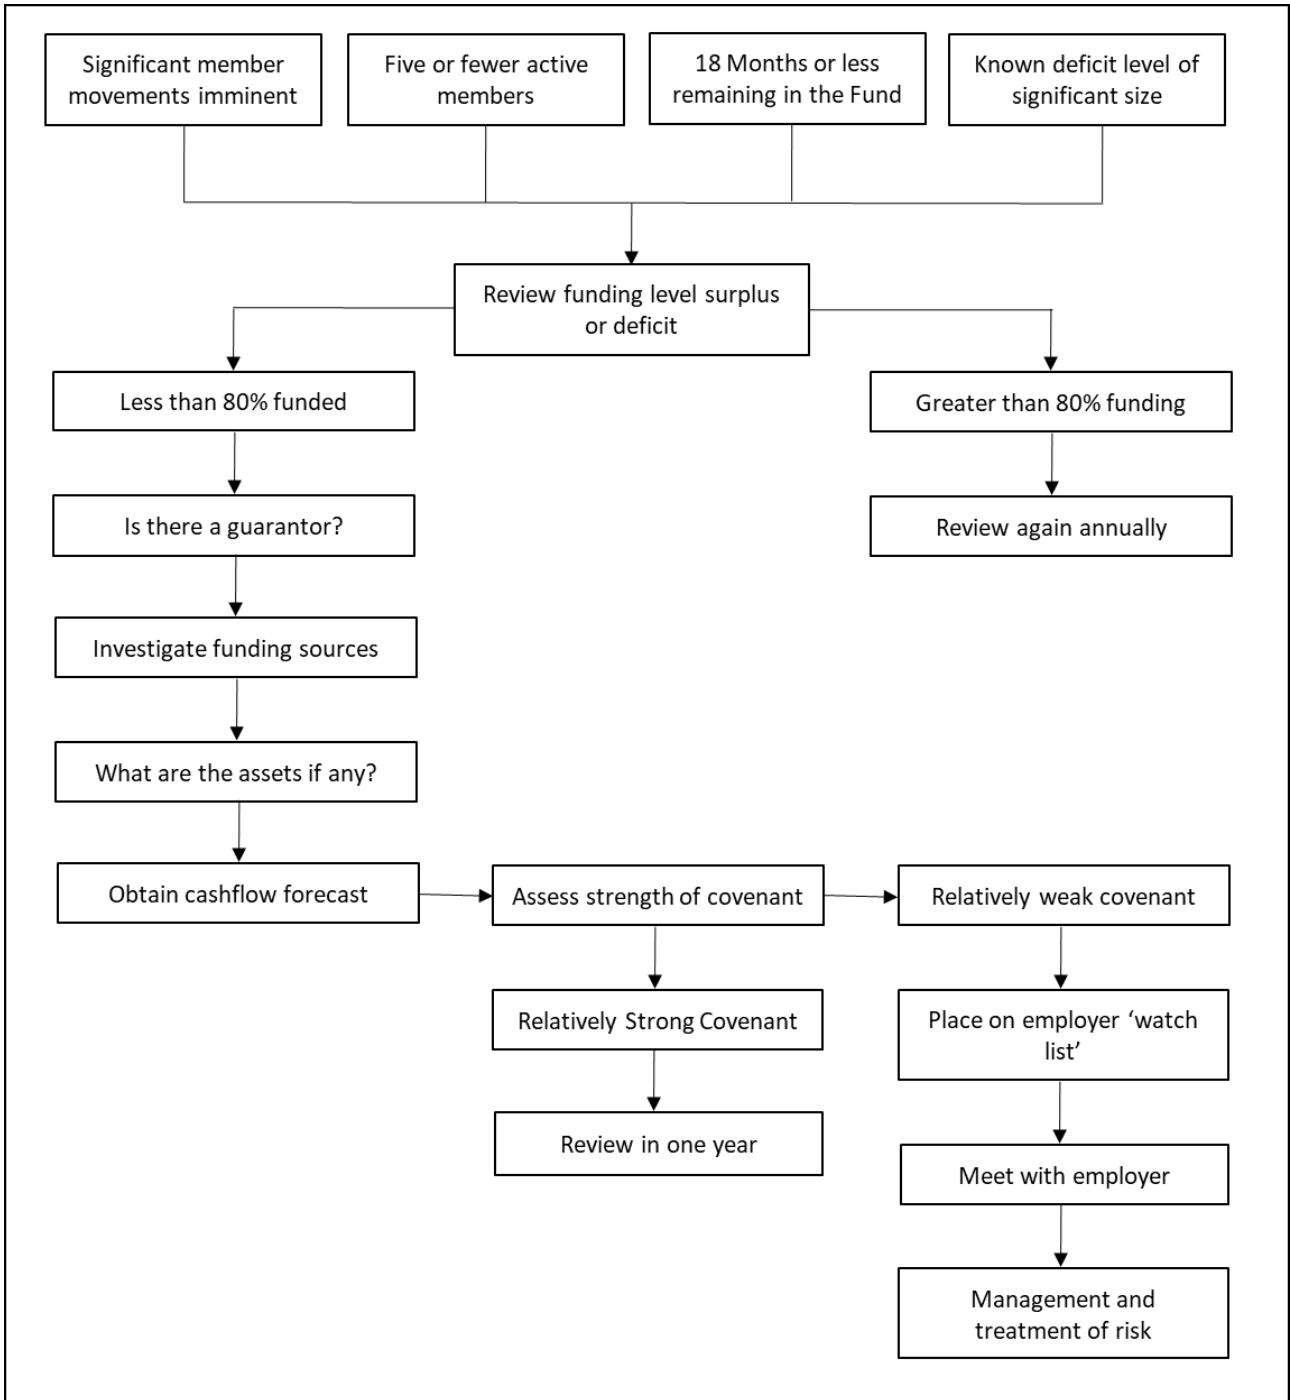 Significant member
movements imminent
Five or fewer active
members
18 Months or less
remaining in the Fund
Known deficit level of
significant size
Review funding level surplus
or deficit
Less than 80% funded
Greater than 80% funding
Is there a guarantor?
Review again annually
Investigate funding sources
What are the assets if any?
Obtain cashflow forecast
Assess strength of covenant
Relatively weak covenant
Relatively Strong Covenant
Place on employer ‘watch
list’
Review in one year
Meet with employer
Management and
treatment of risk